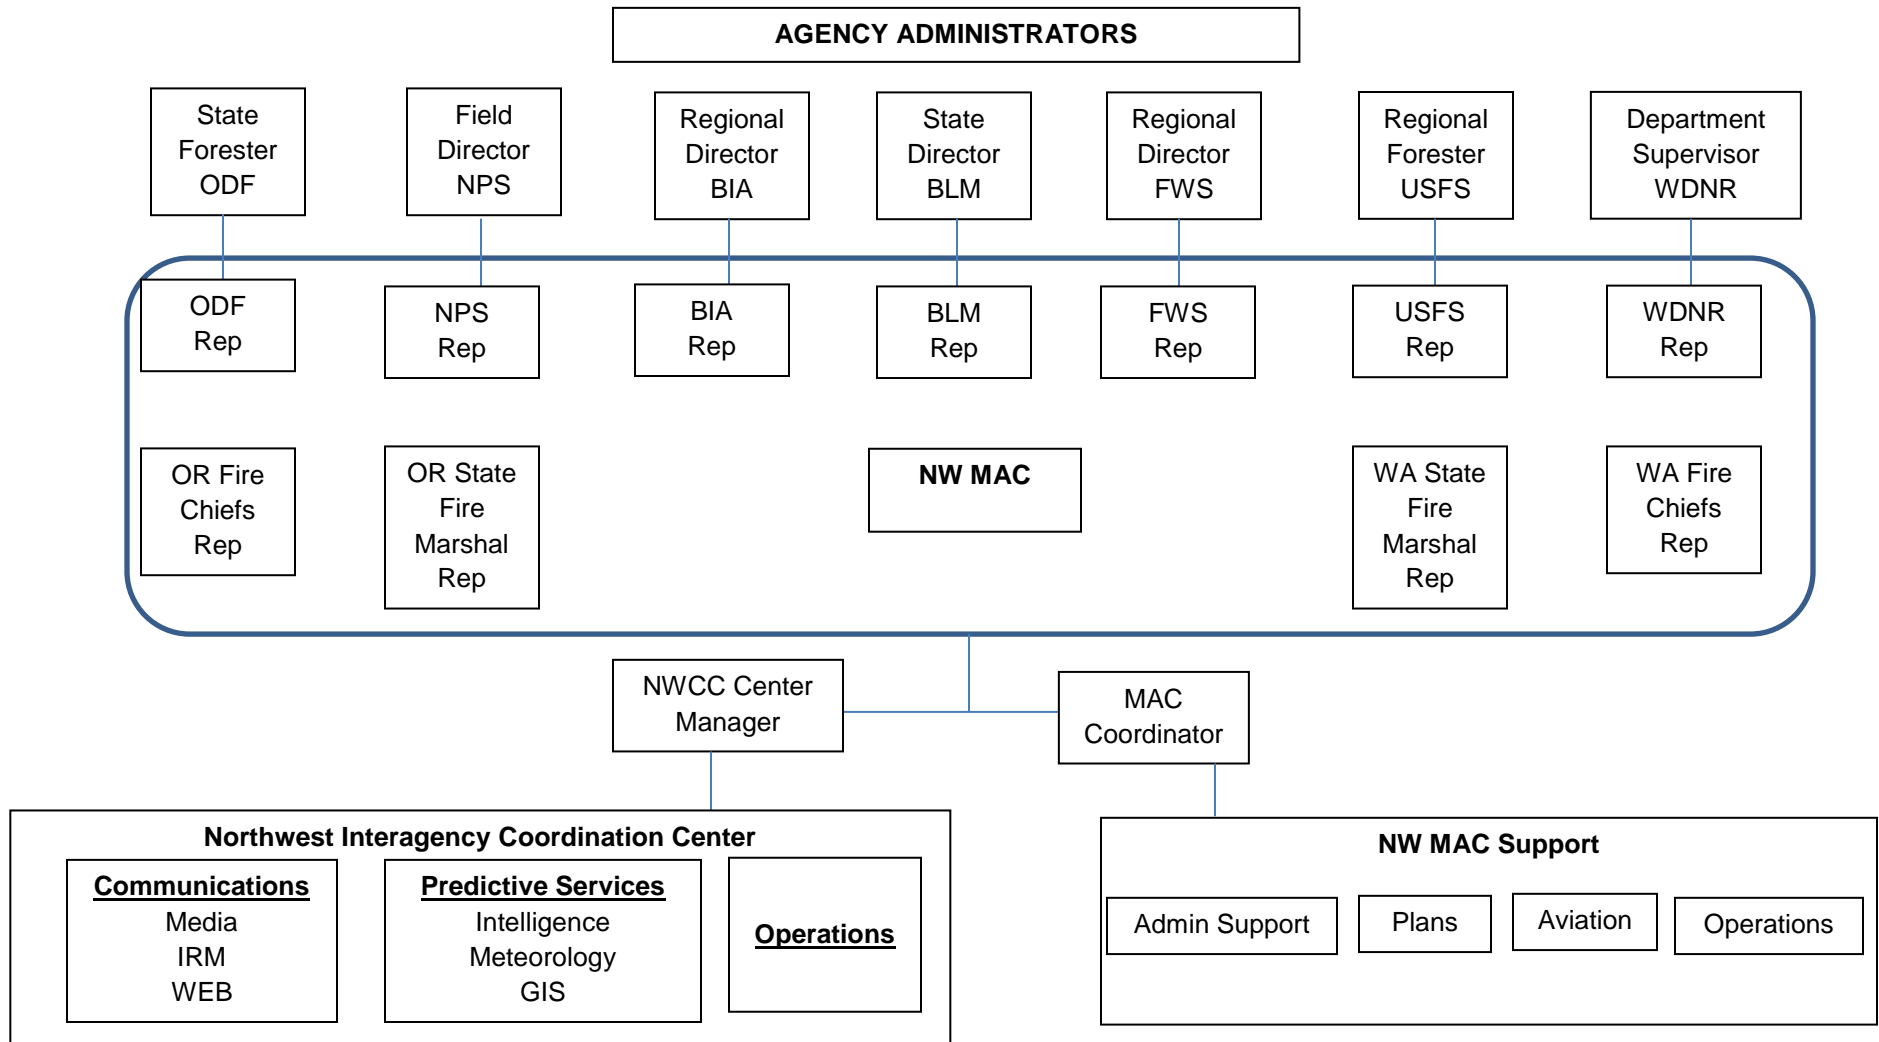 AGENCY ADMINISTRATORS
State
Forester
ODF
Field
Director
NPS
Regional
Director
BIA
State
Director
BLM
Regional
Director
FWS
Regional
Forester
USFS
Department
Supervisor
WDNR
ODF
Rep
NPS
Rep
BIA
Rep
BLM
Rep
FWS
Rep
USFS
Rep
WDNR
Rep
OR Fire
Chiefs
Rep
OR State
Fire
Marshal
Rep
NW MAC
WA State
Fire
Marshal
Rep
WA Fire
Chiefs
Rep
NWCC Center
Manager
MAC
Coordinator
Northwest Interagency Coordination Center
Communications
Media
IRM
WEB
Predictive Services
Intelligence
Meteorology
GIS
Operations
NW MAC Support
Admin Support
Plans
Aviation
Operations